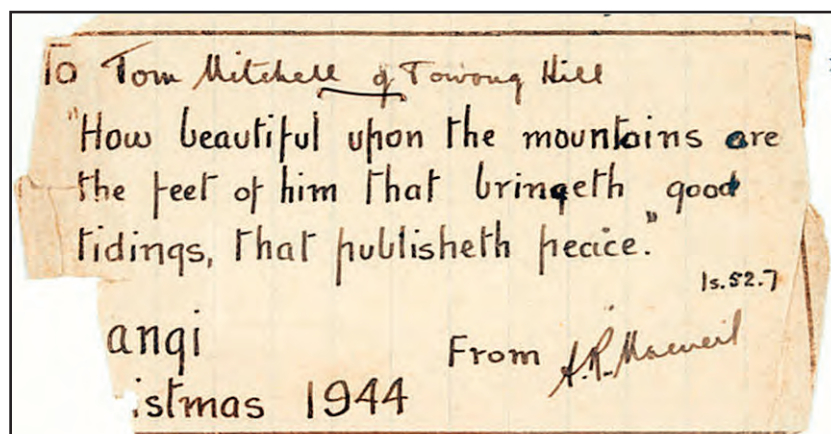 To Tom Mitchell of Towong Hill
"How beautiful upon the mountains are
the feet of him that bringeth good
tidings, that publisheth peace."
Is.52.7
angi
From A.R. Macneil
istmas 1944